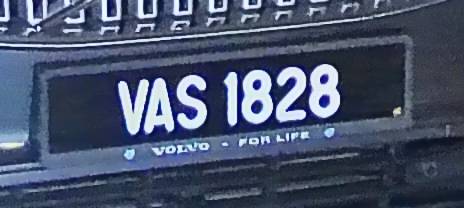 VAS 1828
VOLVO - FOR LIFE